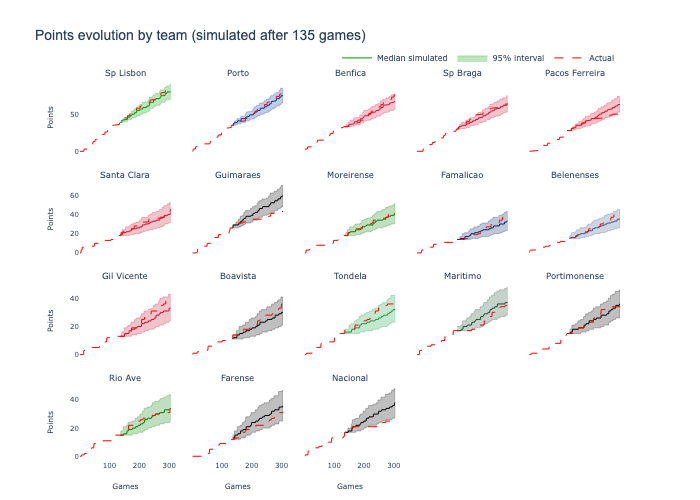 Points evolution by team (simulated after 135 games)
Median simulated 95% interval Actual
Sp Lisbon Porto Benfica Sp Braga Pacos Ferreira
Points
50
0
Santa Clara Guimaraes Moreirense Famalicao Belenenses
Points
60
40
20
0
Gil Vicente Boavista Tondela Maritimo Portimonense
Points
40
20
0
Rio Ave Farense Nacional
Points
40
20
0
100 200 300 100 200 300 100 200 300
Games Games Games